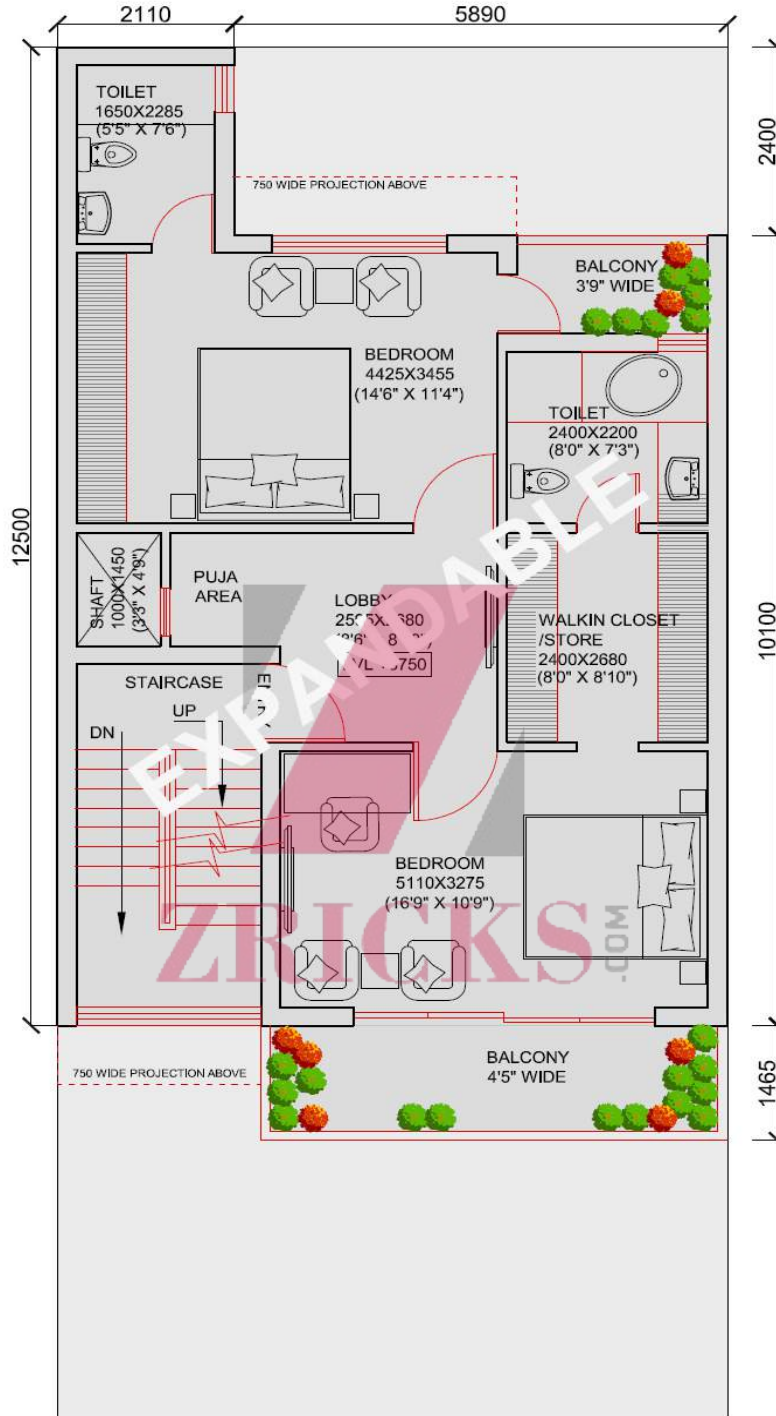 2110
5890
TOILET
1650X2285
(5'5" X 7'6")
2400
750 WIDE PROJECTION ABOVE
BALCONY
3'9" WIDE
BEDROOM
4425X3455
(14'6" X 11'4")
TOILET
2400X2200
(8'0" X 7'3")
12500
SHAFT
1000X1450
(3'3" X 4'9")
PUJA
AREA
LOBBY
WALKIN CLOSET
/STORE
2400X2680
(8'0" X 8'10")
10100
EXPANDABLE
STAIRCASE
UP
DN
BEDROOM
5110X3275
(16'9" X 10'9")
ZRICKS
.COM
750 WIDE PROJECTION ABOVE
BALCONY
4'5" WIDE
1465